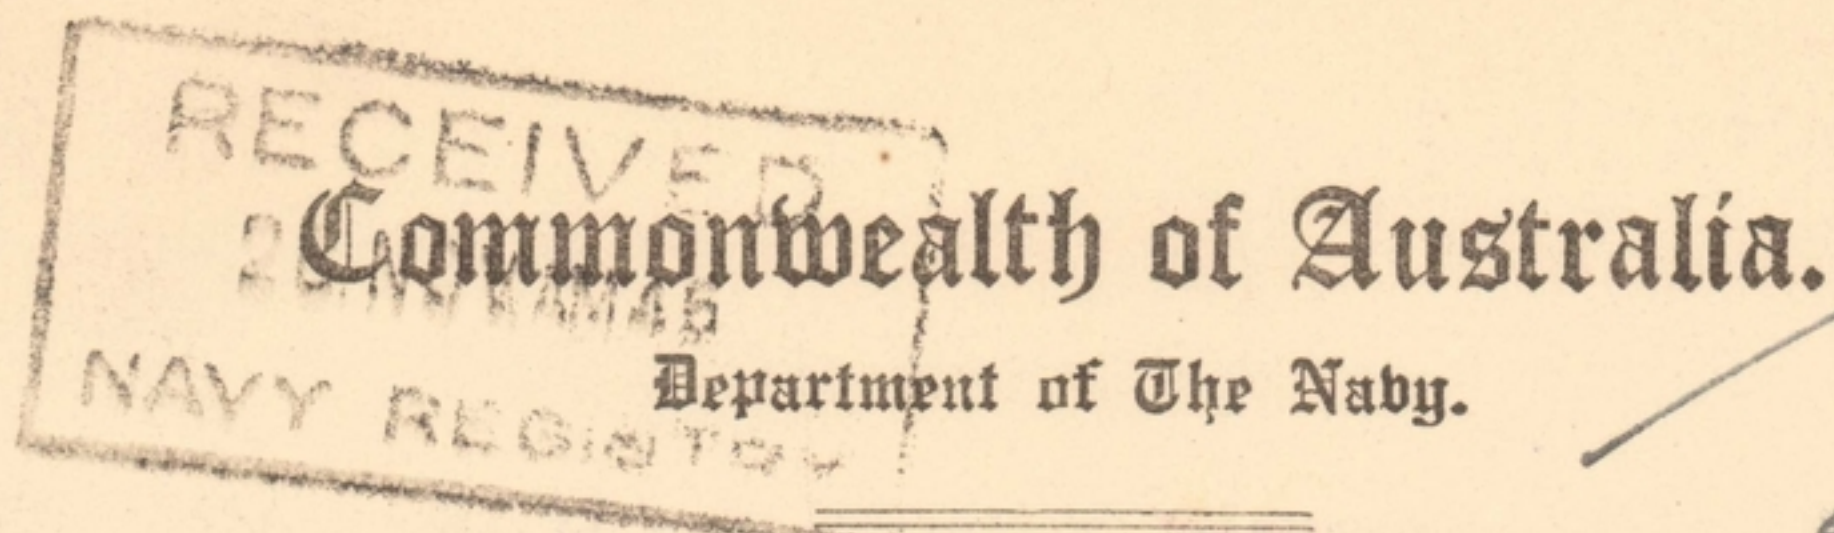 RECEIVED
Commonwealth of Australia.
Department of The Navy.
NAVY REGISTRY